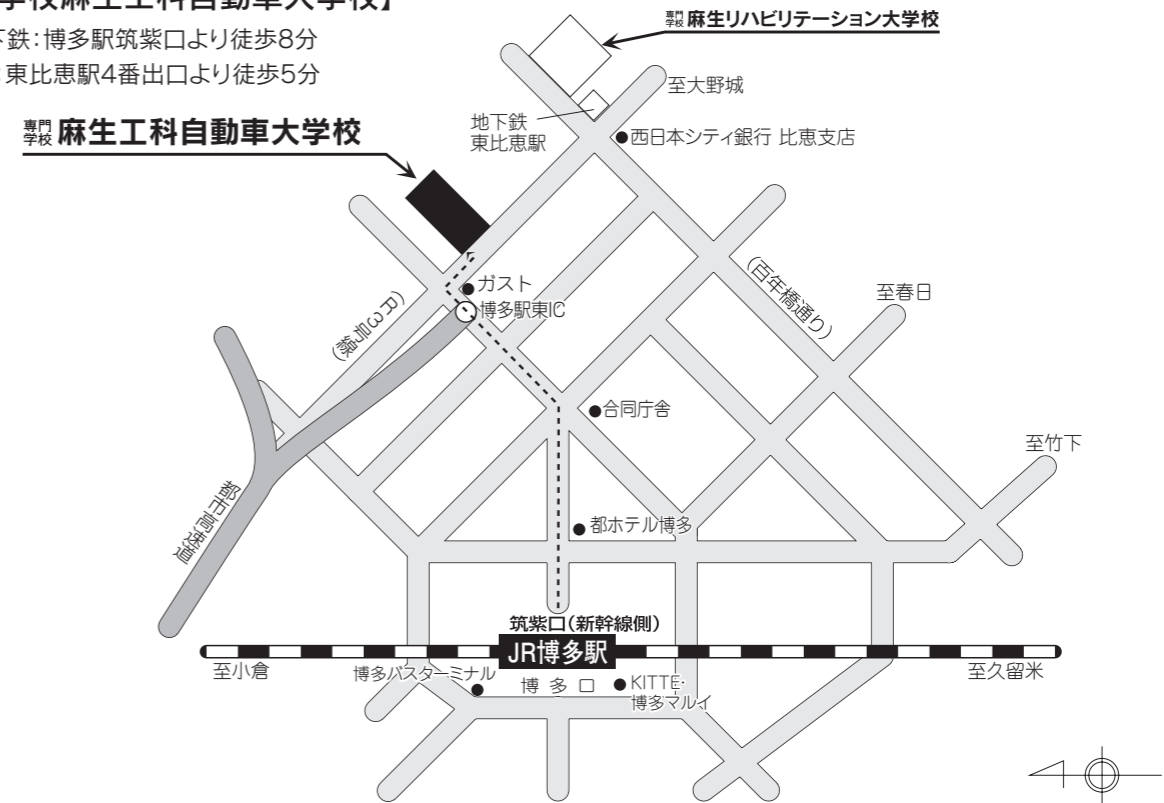 学校麻生工科自動車大学校】
下鉄：博多駅筑紫口より徒歩8分
：東比恵駅4番出口より徒歩5分
専門学校 麻生工科自動車大学校
専門学校 麻生リハビリテーション大学校
至大野城
地下鉄
東比恵駅
西日本シティ銀行 比恵支店
(百年橋通り)
至春日
ガスト
博多駅東IC
(R3号線)
合同庁舎
至竹下
都市高速道
都ホテル博多
筑紫口(新幹線側)
JR博多駅
至小倉
至久留米
博多バスターミナル
博多口
KITTE・
博多マルイ